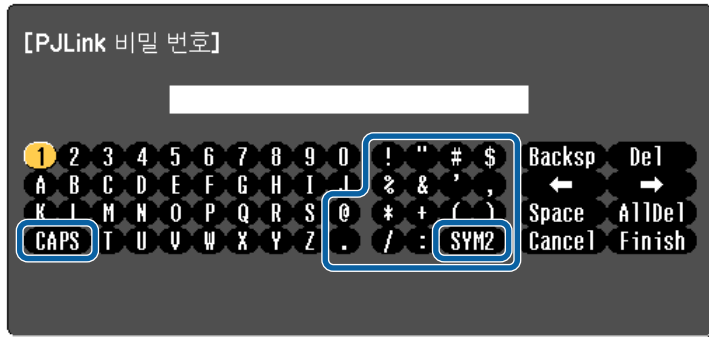 [PJLink 비밀 번호]
1 2 3 4 5 6 7 8 9 0 ! " # $ Backsp Del
A B C D E F G H I J % & ' , ← →
K L M N O P Q R S @ * + ( ) Space AllDel
CAPS T U V W X Y Z . / : SYM2 Cancel Finish